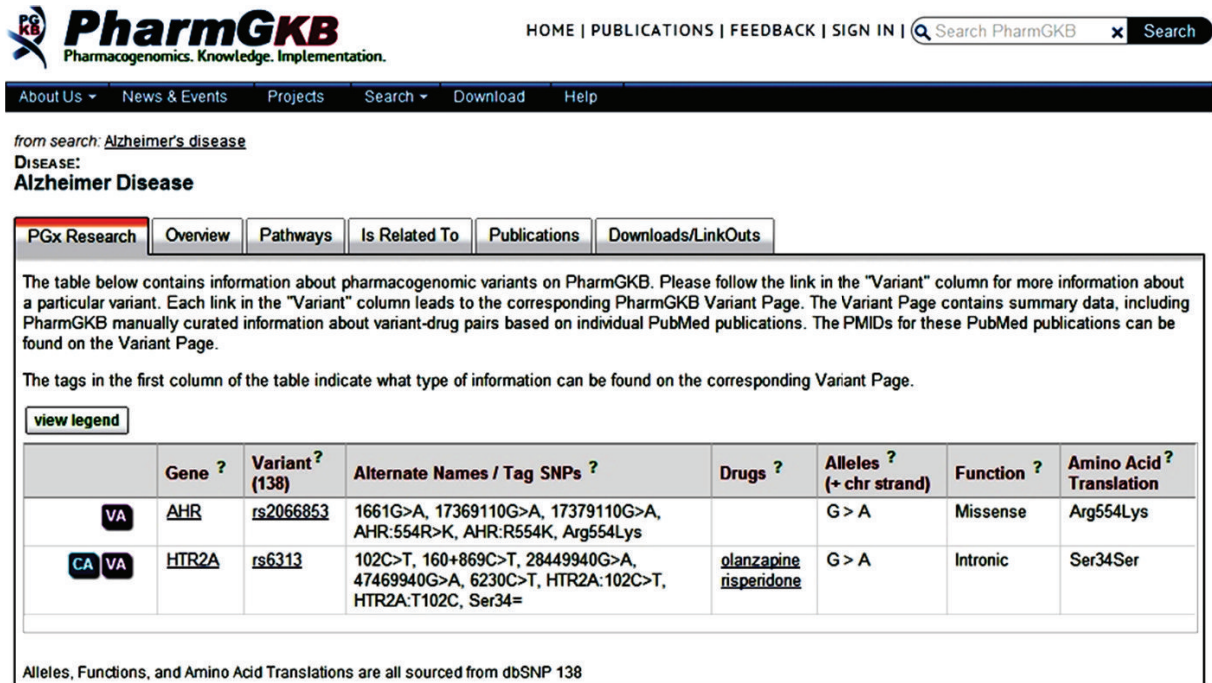 PG
KB
PharmGKB
Pharmacogenomics. Knowledge. Implementation.
HOME | PUBLICATIONS | FEEDBACK | SIGN IN | Search PharmGKB x Search
About Us News & Events Projects Search Download Help
from search: Alzheimer's disease
DISEASE:
Alzheimer Disease
PGx Research Overview Pathways Is Related To Publications Downloads/LinkOuts
The table below contains information about pharmacogenomic variants on PharmGKB. Please follow the link in the "Variant" column for more information about
a particular variant. Each link in the "Variant" column leads to the corresponding PharmGKB Variant Page. The Variant Page contains summary data, including
PharmGKB manually curated information about variant-drug pairs based on individual PubMed publications. The PMIDs for these PubMed publications can be
found on the Variant Page.
The tags in the first column of the table indicate what type of information can be found on the corresponding Variant Page.
view legend
Gene ? Variant ? (138) Alternate Names / Tag SNPs ? Drugs ? Alleles ? (+ chr strand) Function ? Amino Acid ? Translation
VA AHR rs2066853 1661G>A, 17369110G>A, 17379110G>A, G > A Missense Arg554Lys
AHR:554R>K, AHR:R554K, Arg554Lys
CA VA HTR2A rs6313 102C>T, 160+869C>T, 28449940G>A, olanzapine G > A Intronic Ser34Ser
47469940G>A, 6230C>T, HTR2A:102C>T, risperidone
HTR2A:T102C, Ser34=
Alleles, Functions, and Amino Acid Translations are all sourced from dbSNP 138